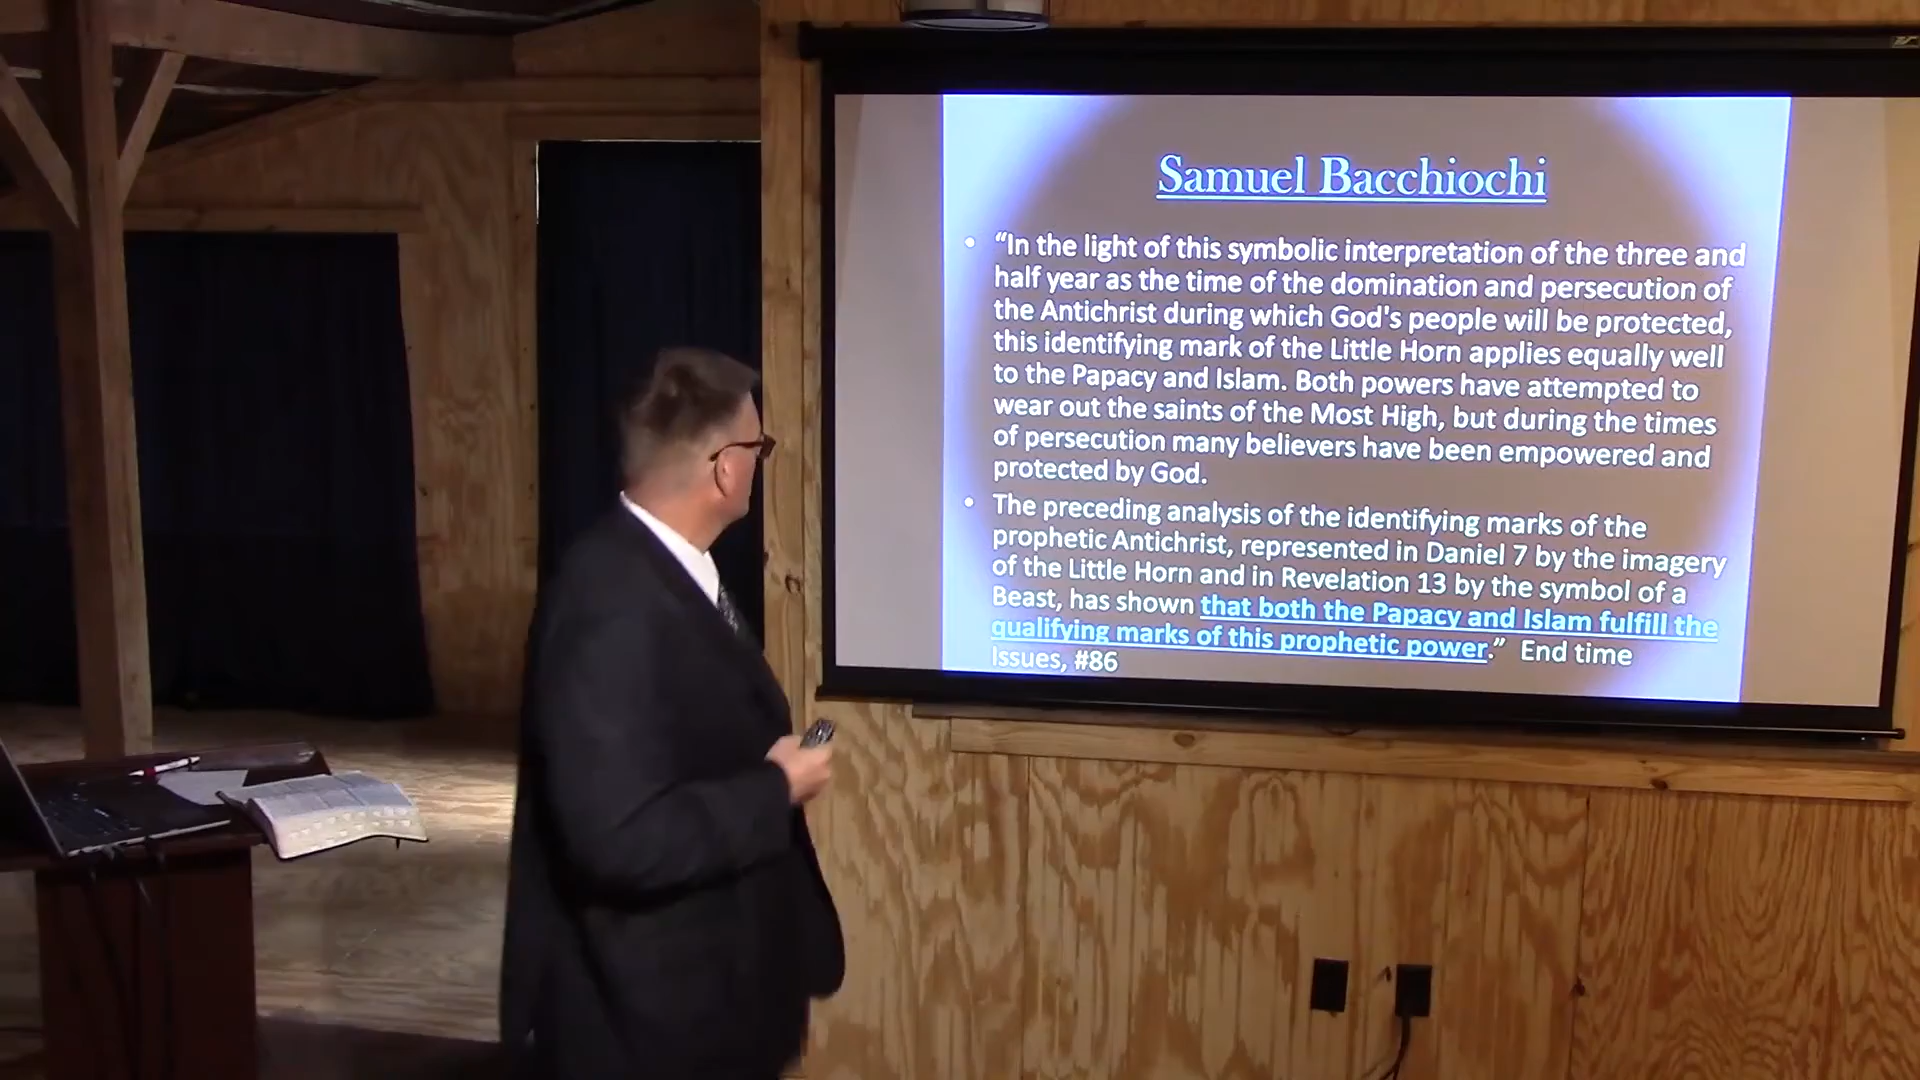 Samuel Bacchiochi
• “In the light of this symbolic interpretation of the three and
half year as the time of the domination and persecution of
the Antichrist during which God's people will be protected,
this identifying mark of the Little Horn applies equally well
to the Papacy and Islam. Both powers have attempted to
wear out the saints of the Most High, but during the times
of persecution many believers have been empowered and
protected by God.
• The preceding analysis of the identifying marks of the
prophetic Antichrist, represented in Daniel 7 by the imagery
of the Little Horn and in Revelation 13 by the symbol of a
Beast, has shown that both the Papacy and Islam fulfill the
qualifying marks of this prophetic power.” End time
Issues, #86